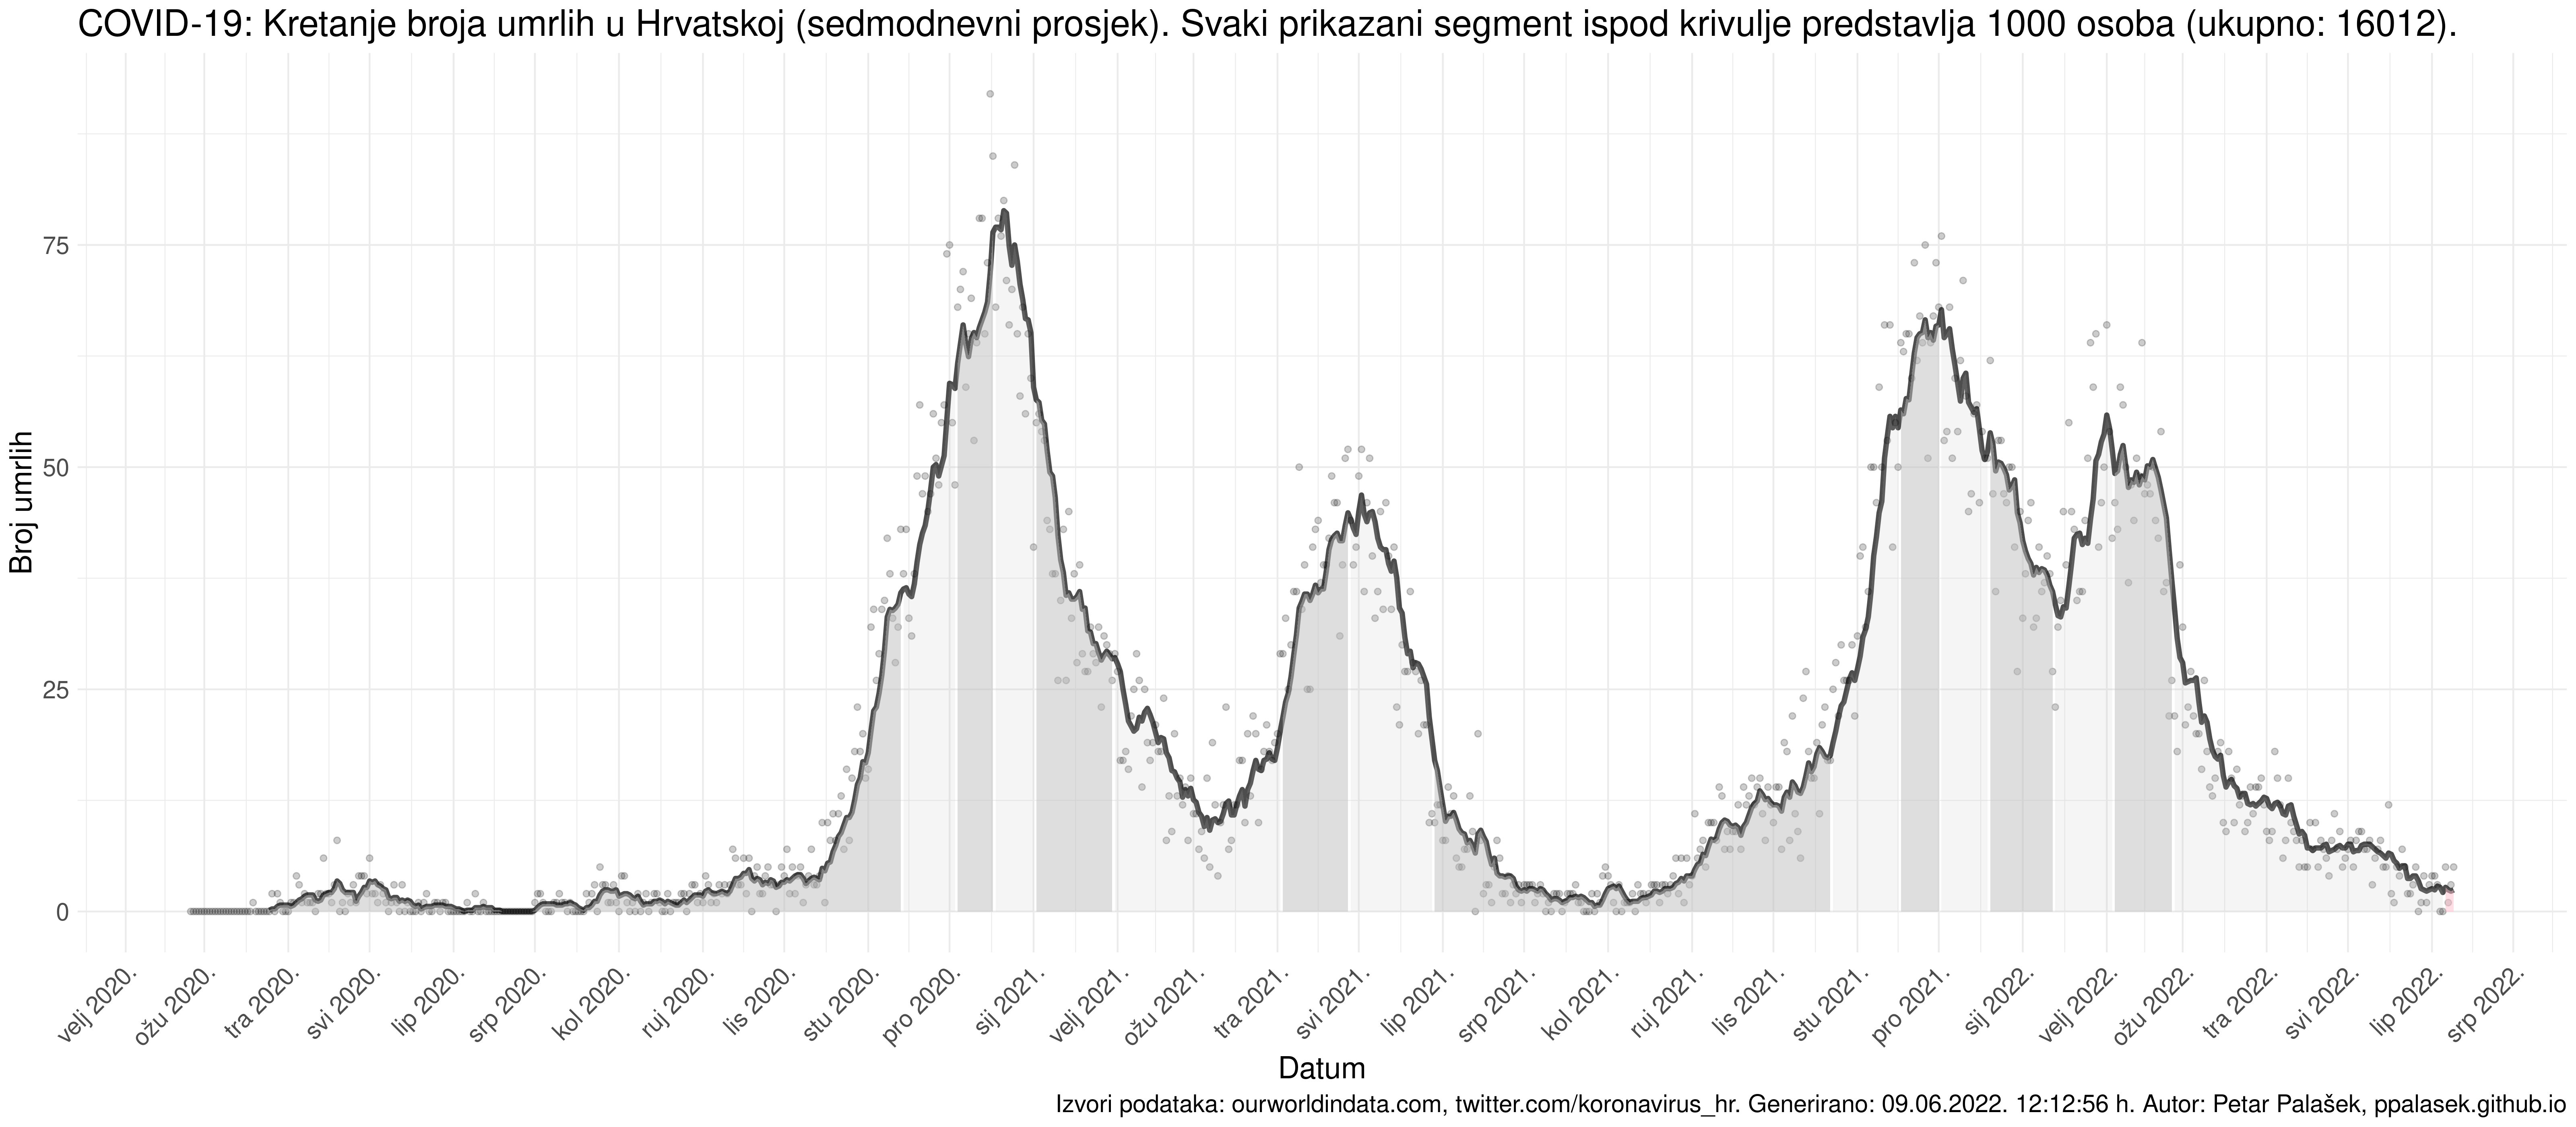 COVID-19: Kretanje broja umrlih u Hrvatskoj (sedmodnevni prosjek). Svaki prikazani segment ispod krivulje predstavlja 1000 osoba (ukupno: 16012).
Broj umrlih
75
50
25
0
velj 2020.
ožu 2020.
tra 2020.
svi 2020.
lip 2020.
srp 2020.
kol 2020.
ruj 2020.
lis 2020.
stu 2020.
pro 2020.
sij 2021.
velj 2021.
ožu 2021.
tra 2021.
svi 2021.
lip 2021.
srp 2021.
kol 2021.
ruj 2021.
lis 2021.
stu 2021.
pro 2021.
sij 2022.
velj 2022.
ožu 2022.
tra 2022.
svi 2022.
lip 2022.
srp 2022.
Datum
Izvori podataka: ourworldindata.com, twitter.com/koronavirus_hr. Generirano: 09.06.2022. 12:12:56 h. Autor: Petar Palašek, ppalasek.github.io